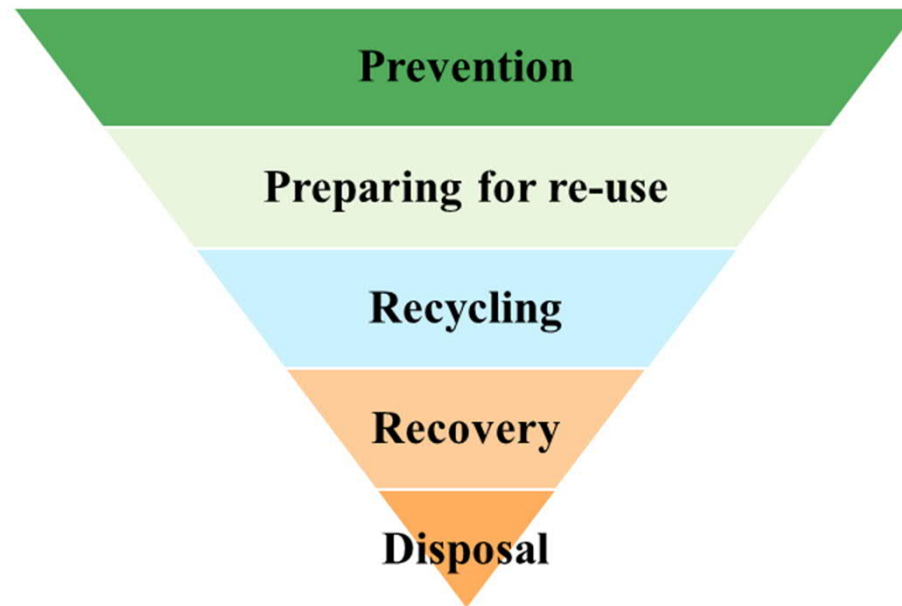 Prevention
Preparing for re-use
Recycling
Recovery
Disposal